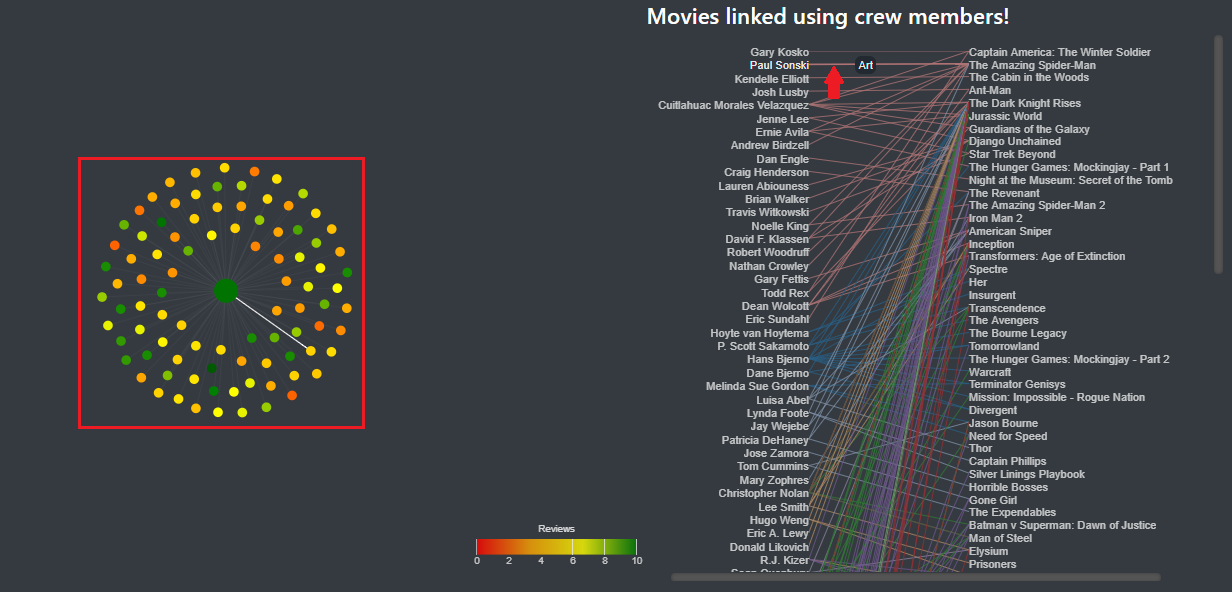 Movies linked using crew members!
Gary Kosko
Paul Sonski
Kendelle Elliott
Josh Lusby
Cuitlahuac Morales Velazquez
Jenne Lee
Ernie Avila
Andrew Birdzell
Dan Engle
Craig Henderson
Lauren Abiouness
Brian Walker
Travis Witkowski
Noelle King
David F. Klassen
Robert Woodruff
Nathan Crowley
Gary Fettis
Todd Rex
Dean Wolcott
Eric Sundahl
Hoyte van Hoytema
P. Scott Sakamoto
Hans Bjerno
Dane Bjerno
Melinda Sue Gordon
Luisa Abel
Lynda Foote
Jay Wejebe
Patricia DeHaney
Jose Zamora
Tom Cummins
Mary Zophres
Christopher Nolan
Lee Smith
Hugo Weng
Eric A. Lewy
Donald Likovich
R.J. Kizer
Art
Captain America: The Winter Soldier
The Amazing Spider-Man
The Cabin in the Woods
Ant-Man
The Dark Knight Rises
Jurassic World
Guardians of the Galaxy
Django Unchained
Star Trek Beyond
The Hunger Games: Mockingjay - Part 1
Night at the Museum: Secret of the Tomb
The Revenant
The Amazing Spider-Man 2
Iron Man 2
American Sniper
Inception
Transformers: Age of Extinction
Spectre
Her
Insurgent
Transcendence
The Avengers
The Bourne Legacy
Tomorrowland
The Hunger Games: Mockingjay - Part 2
Warcraft
Terminator Genisys
Mission: Impossible - Rogue Nation
Divergent
Jason Bourne
Need for Speed
Thor
Captain Phillips
Silver Linings Playbook
Horrible Bosses
Gone Girl
The Expendables
Batman v Superman: Dawn of Justice
Man of Steel
Elysium
Prisoners
Reviews
0 2 4 6 8 10